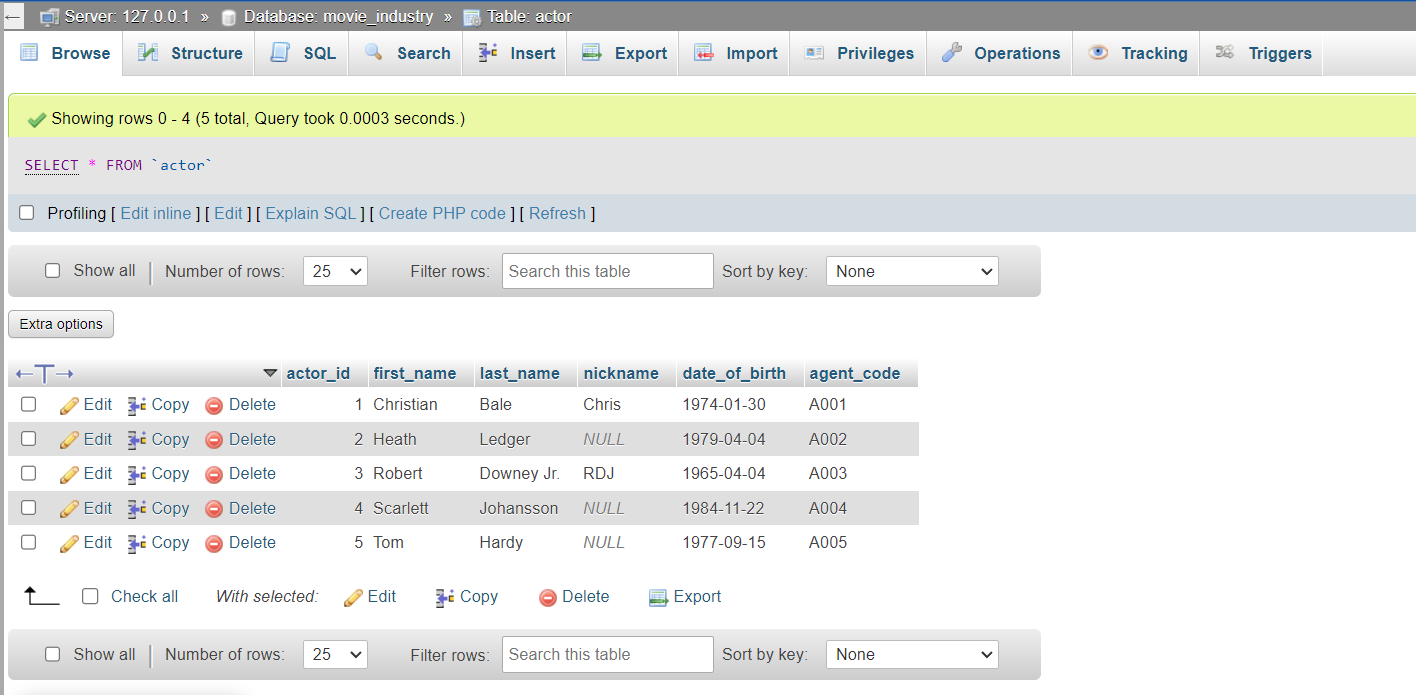 Server: 127.0.0.1 » Database: movie_industry » Table: actor
Browse Structure SQL Search Insert Export Import Privileges Operations Tracking Triggers
Showing rows 0 - 4 (5 total, Query took 0.0003 seconds.)
SELECT * FROM `actor`
Profiling [ Edit inline ] [ Edit ] [ Explain SQL ] [ Create PHP code ] [ Refresh ]
Show all | Number of rows: 25 Filter rows: Search this table Sort by key: None
Extra options
←T→ actor_id first_name last_name nickname date_of_birth agent_code
Edit Copy Delete 1 Christian Bale Chris 1974-01-30 A001
Edit Copy Delete 2 Heath Ledger NULL 1979-04-04 A002
Edit Copy Delete 3 Robert Downey Jr. RDJ 1965-04-04 A003
Edit Copy Delete 4 Scarlett Johansson NULL 1984-11-22 A004
Edit Copy Delete 5 Tom Hardy NULL 1977-09-15 A005
Check all With selected: Edit Copy Delete Export
Show all | Number of rows: 25 Filter rows: Search this table Sort by key: None